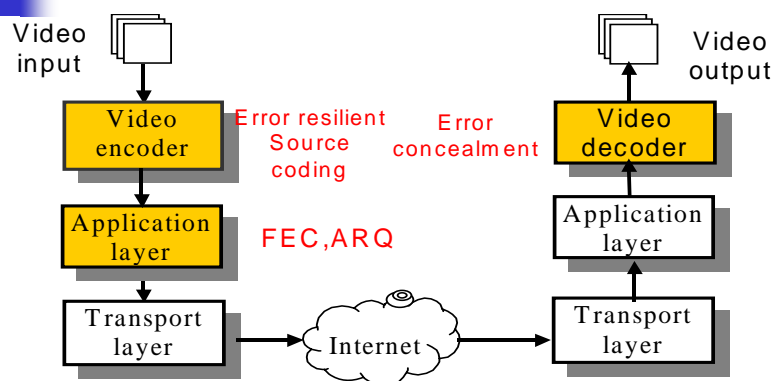 Video
input
Video
output
Video
encoder
Error resilient
Source
coding
Error
concealment
Video
decoder
Application
layer
FEC,ARQ
Application
layer
Transport
layer
Internet
Transport
layer